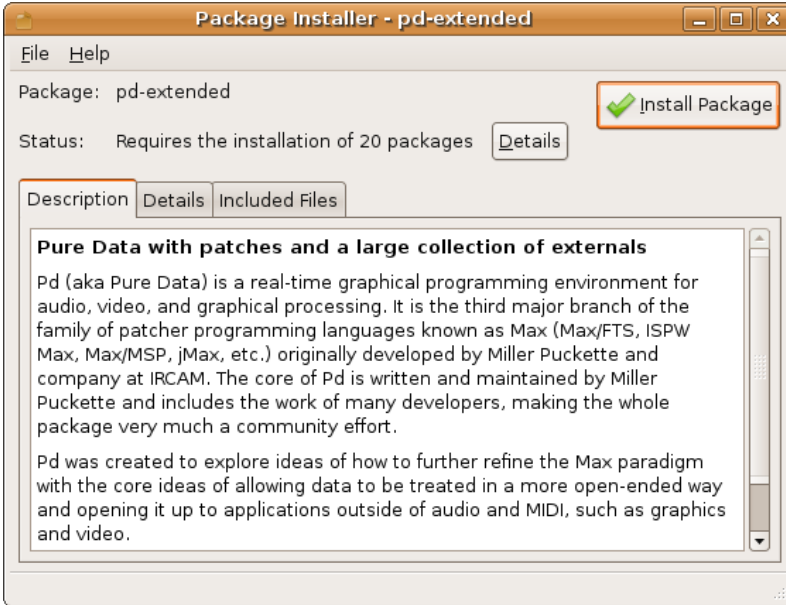 Package Installer - pd-extended
File Help
Package: pd-extended
Install Package
Status: Requires the installation of 20 packages Details
Description Details Included Files
Pure Data with patches and a large collection of externals
Pd (aka Pure Data) is a real-time graphical programming environment for
audio, video, and graphical processing. It is the third major branch of the
family of patcher programming languages known as Max (Max/FTS, ISPW
Max, Max/MSP, jMax, etc.) originally developed by Miller Puckette and
company at IRCAM. The core of Pd is written and maintained by Miller
Puckette and includes the work of many developers, making the whole
package very much a community effort.
Pd was created to explore ideas of how to further refine the Max paradigm
with the core ideas of allowing data to be treated in a more open-ended way
and opening it up to applications outside of audio and MIDI, such as graphics
and video.